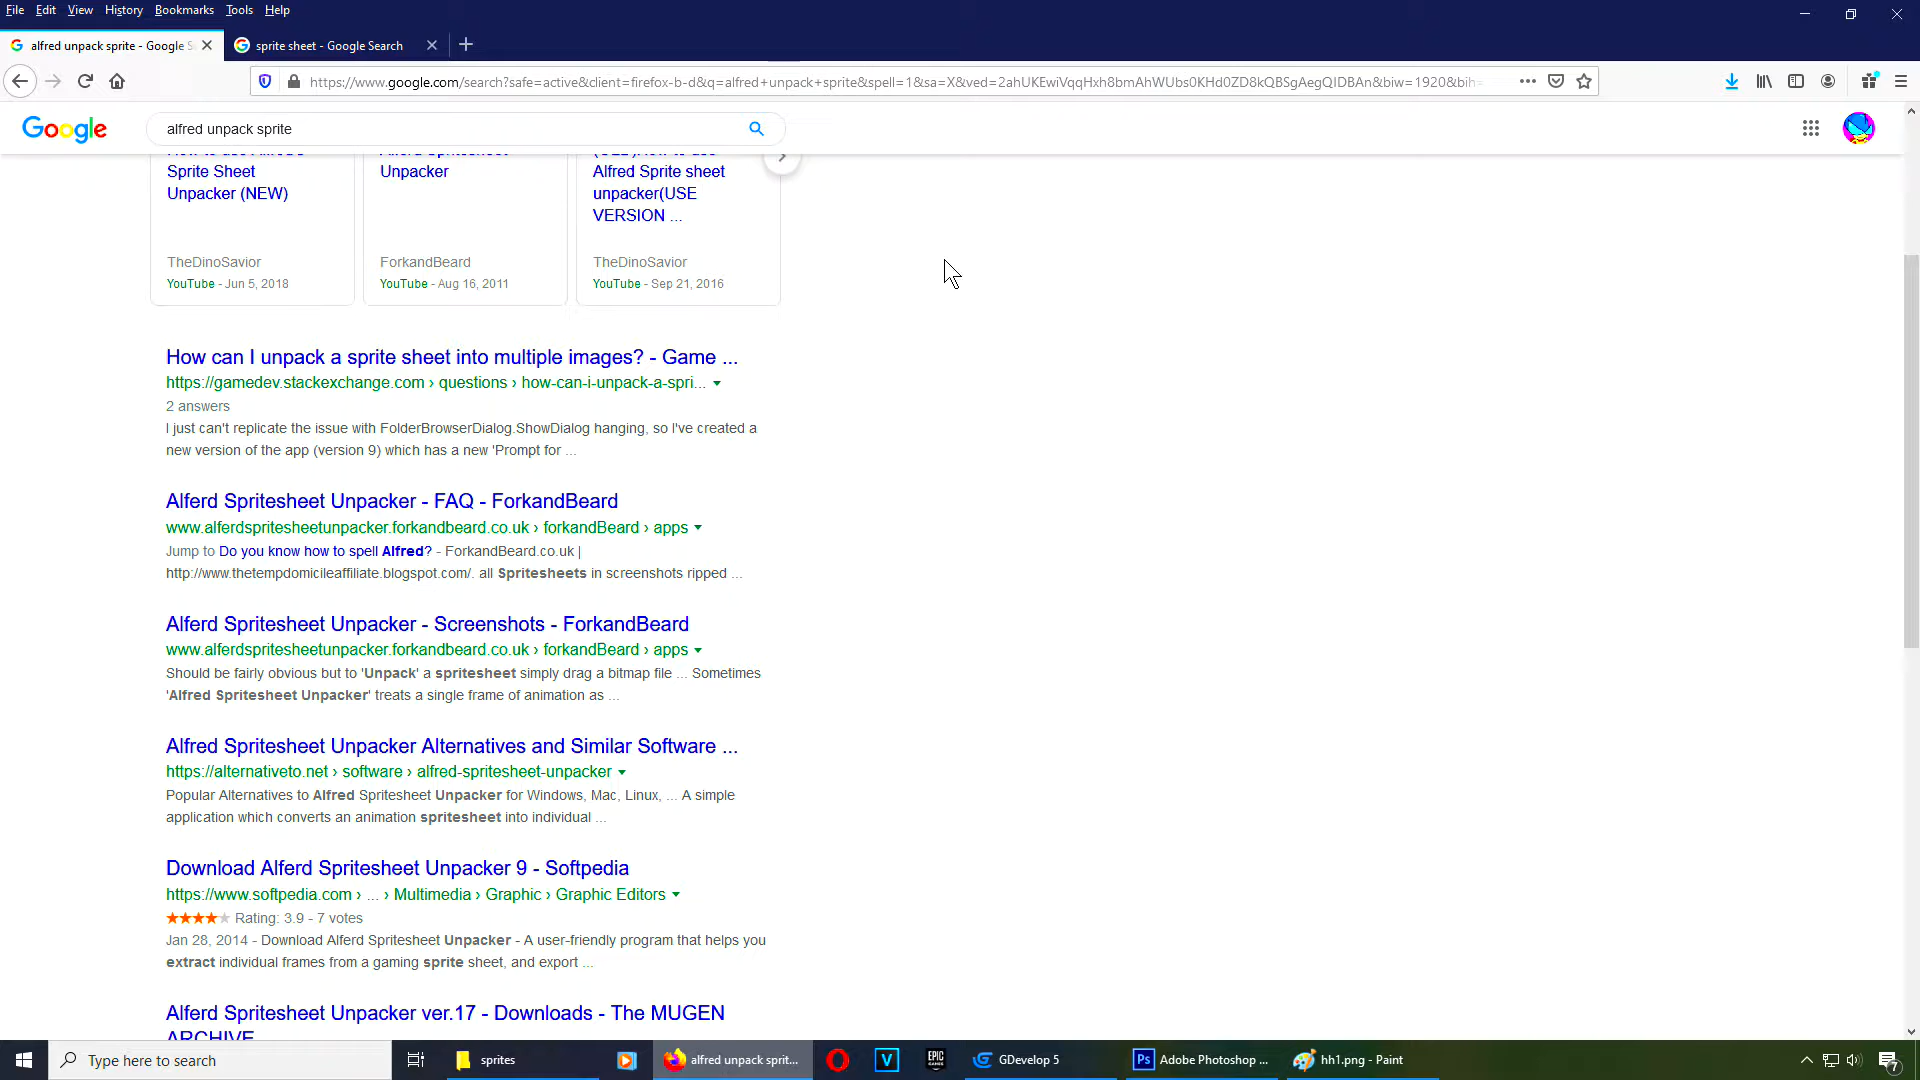 File Edit View History Bookmarks Tools Help
alfred unpack sprite - Google S
sprite sheet - Google Search
https://www.google.com/search?safe=active&client=firefox-b-d&q=alfred+unpack+sprite&spell=1&sa=X&ved=2ahUKEwiVqqHxh8bmAhWUbs0KHd0ZD8kQBSgAegQIDBAn&biw=1920&bih=
Google
alfred unpack sprite
Sprite Sheet
Unpacker (NEW)
TheDinoSavior
YouTube - Jun 5, 2018
Alferd Spritesheet
Unpacker
ForkandBeard
YouTube - Aug 16, 2011
Alfred Sprite sheet
unpacker(USE
VERSION ...
TheDinoSavior
YouTube - Sep 21, 2016
How can I unpack a sprite sheet into multiple images? - Game ...
https://gamedev.stackexchange.com › questions › how-can-i-unpack-a-spri...
2 answers
I just can't replicate the issue with FolderBrowserDialog.ShowDialog hanging, so I've created a
new version of the app (version 9) which has a new 'Prompt for ...
Alferd Spritesheet Unpacker - FAQ - ForkandBeard
www.alferdspritesheetunpacker.forkandbeard.co.uk › forkandBeard › apps
Jump to Do you know how to spell Alfred? - ForkandBeard.co.uk |
http://www.thetempdomicileaffiliate.blogspot.com/. all Spritesheets in screenshots ripped ...
Alferd Spritesheet Unpacker - Screenshots - ForkandBeard
www.alferdspritesheetunpacker.forkandbeard.co.uk › forkandBeard › apps
Should be fairly obvious but to 'Unpack' a spritesheet simply drag a bitmap file ... Sometimes
'Alfred Spritesheet Unpacker' treats a single frame of animation as ...
Alfred Spritesheet Unpacker Alternatives and Similar Software ...
https://alternativeto.net › software › alfred-spritesheet-unpacker
Popular Alternatives to Alfred Spritesheet Unpacker for Windows, Mac, Linux, ... A simple
application which converts an animation spritesheet into individual ...
Download Alferd Spritesheet Unpacker 9 - Softpedia
https://www.softpedia.com › ... › Multimedia › Graphic › Graphic Editors
Rating: 3.9 - 7 votes
Jan 28, 2014 - Download Alferd Spritesheet Unpacker - A user-friendly program that helps you
extract individual frames from a gaming sprite sheet, and export ...
Alferd Spritesheet Unpacker ver.17 - Downloads - The MUGEN
ARCHIVE
Type here to search
sprites
alfred unpack sprit...
V
EPIC GAMES
GDevelop 5
Ps
Adobe Photoshop ...
hh1.png - Paint
7